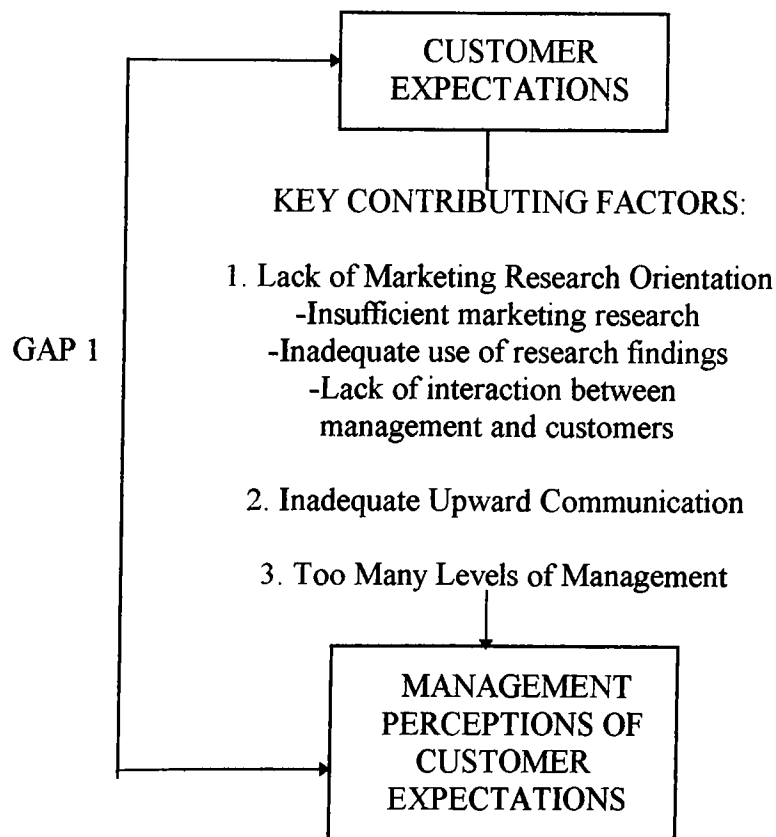 CUSTOMER
EXPECTATIONS
KEY CONTRIBUTING FACTORS:
1. Lack of Marketing Research Orientation
-Insufficient marketing research
GAP 1
-Inadequate use of research findings
-Lack of interaction between
management and customers
2. Inadequate Upward Communication
3. Too Many Levels of Management
MANAGEMENT
PERCEPTIONS OF
CUSTOMER
EXPECTATIONS